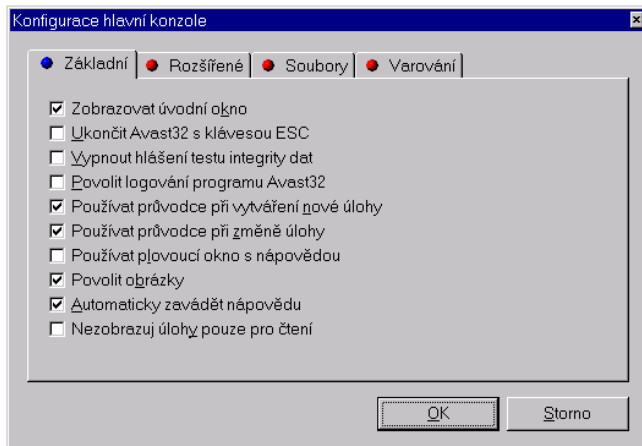 Konfigurace hlavní konzole
Základní Rozšířené Soubory Varování
Zobrazovat úvodní okno
Ukončit Avast32 s klávesou ESC
Vypnout hlášení testu integrity dat
Povolit logování programu Avast32
Používat průvodce při vytváření nové úlohy
Používat průvodce při změně úlohy
Používat plovoucí okno s nápovědou
Povolit obrázky
Automaticky zavádět nápovědu
Nezobrazuj úlohy pouze pro čtení
OK Storno